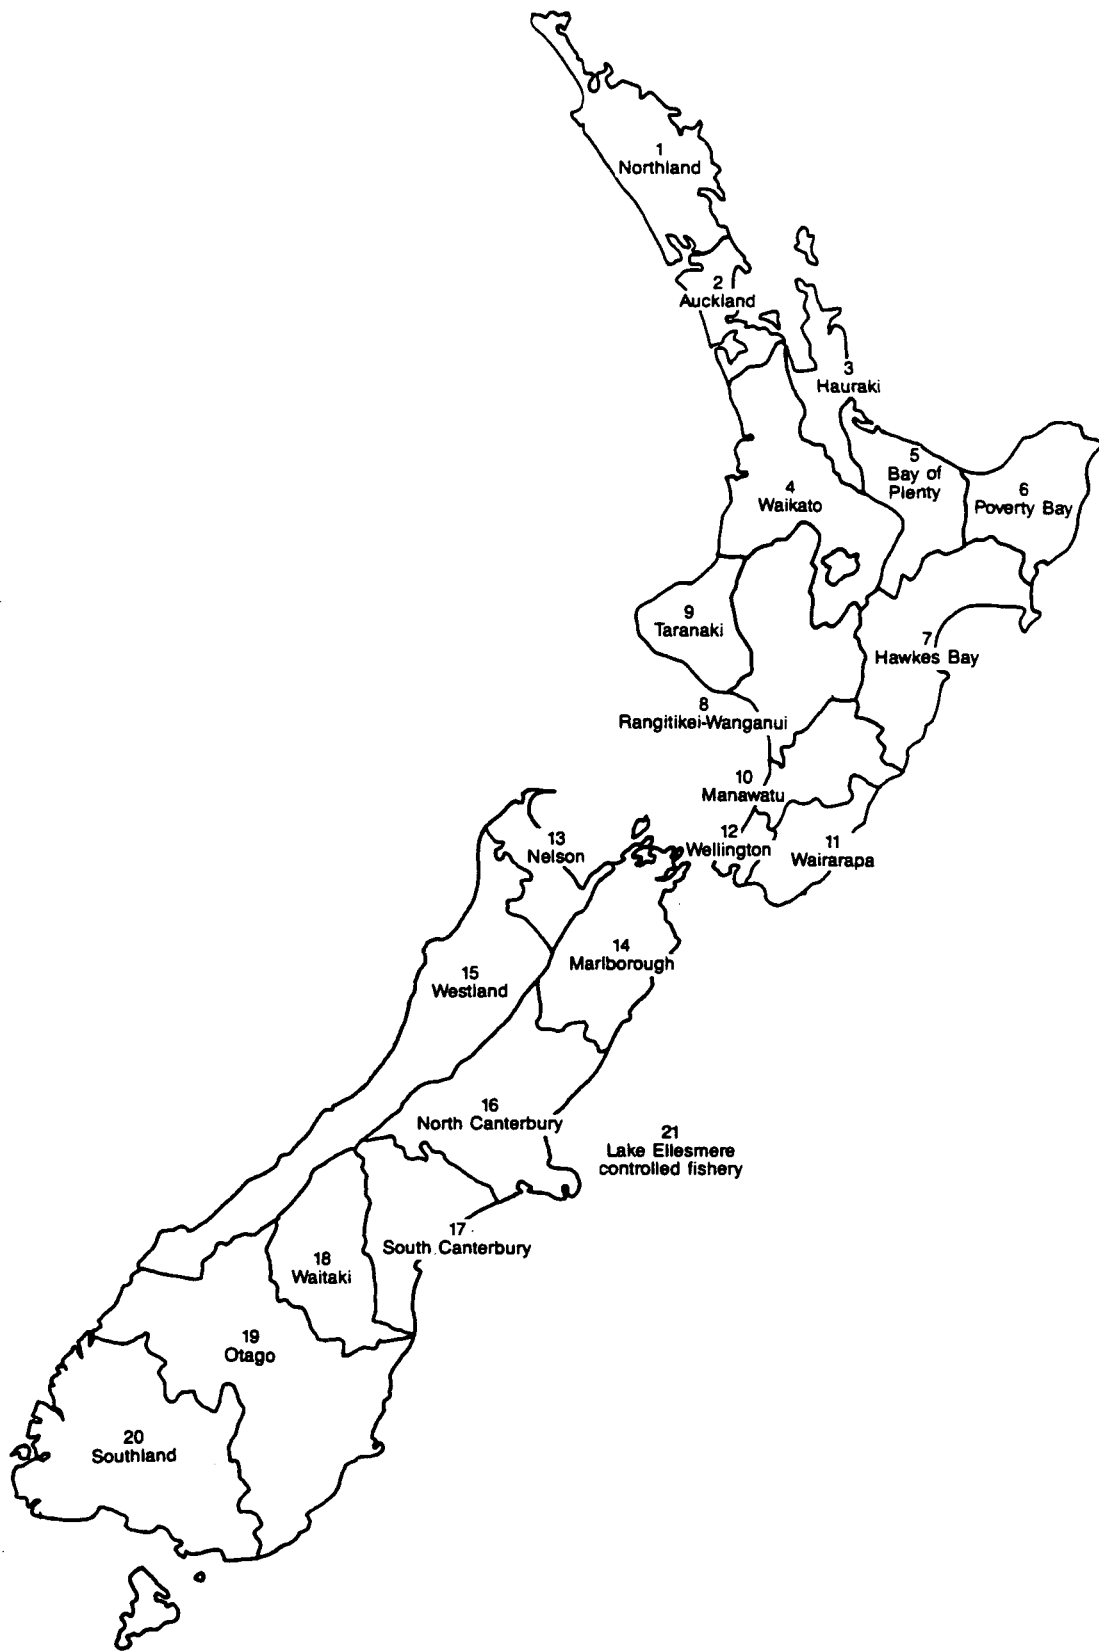 1
Northland
2
Auckland
3
Hauraki
4
Waikato
5
Bay of
Plenty
6
Poverty Bay
7
Hawkes Bay
8
Rangitikei-Wanganui
9
Taranaki
10
Manawatu
11
Wairarapa
12
Wellington
13
Nelson
14
Marlborough
15
Westland
16
North Canterbury
17
South Canterbury
18
Waitaki
19
Otago
20
Southland
21
Lake Ellesmere
controlled fishery